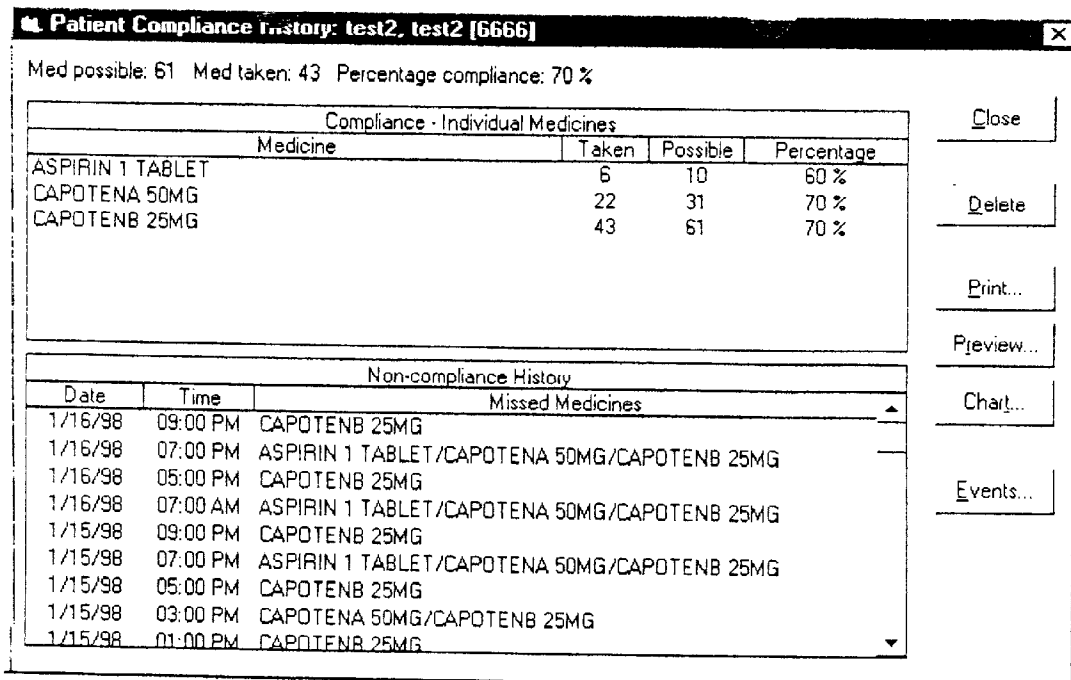 Patient Compliance History: test2, test2 [6666]
Med possible: 61 Med taken: 43 Percentage compliance: 70 %
Compliance - Individual Medicines
Medicine Taken Possible Percentage
ASPIRIN 1 TABLET 6 10 60 %
CAPOTENA 50MG 22 31 70 %
CAPOTENB 25MG 43 61 70 %
Non-compliance History
Date Time Missed Medicines
1/16/98 09:00 PM CAPOTENB 25MG
1/16/98 07:00 PM ASPIRIN 1 TABLET/CAPOTENA 50MG/CAPOTENB 25MG
1/16/98 05:00 PM CAPOTENB 25MG
1/16/98 07:00 AM ASPIRIN 1 TABLET/CAPOTENA 50MG/CAPOTENB 25MG
1/15/98 09:00 PM CAPOTENB 25MG
1/15/98 07:00 PM ASPIRIN 1 TABLET/CAPOTENA 50MG/CAPOTENB 25MG
1/15/98 05:00 PM CAPOTENB 25MG
1/15/98 03:00 PM CAPOTENA 50MG/CAPOTENB 25MG
1/15/98 01:00 PM CAPOTENB 25MG
Close
Delete
Print...
Preview...
Chart...
Events...